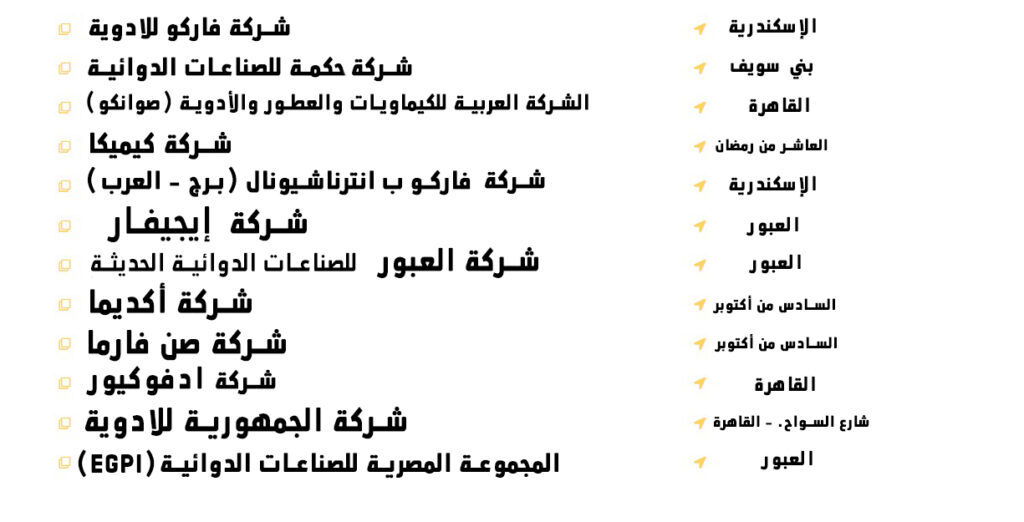 شركة فاركو للادوية الإسكندرية
شركة حكمة للصناعات الدوائية بني سويف
الشركة العربية للكيماويات والعطور والأدوية (صوانكو) القاهرة
شركة كيميكا العاشر من رمضان
شركة فاركو ب انترناشيونال (برج - العرب) الإسكندرية
شركة إيجيفار العبور
شركة العبور للصناعات الدوائية الحديثة العبور
شركة أكديما السادس من أكتوبر
شركة صن فارما السادس من أكتوبر
شركة ادفوكيور القاهرة
شركة الجمهورية للادوية شارع السواح. - القاهرة
المجموعة المصرية للصناعات الدوائية (EGPI) العبور